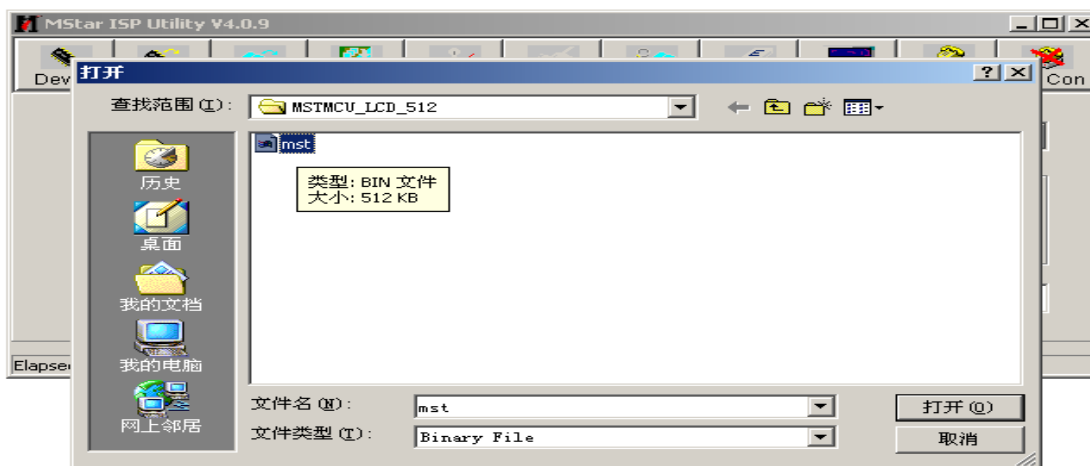 MStar ISP Utility V4.0.9
Dev
Con
打开
查找范围(I):
MSTMCU_LCD_512
mst
类型: BIN 文件
大小: 512 KB
历史
桌面
我的文档
我的电脑
网上邻居
Elapse
文件名(N):
mst
打开(O)
文件类型(T):
Binary File
取消